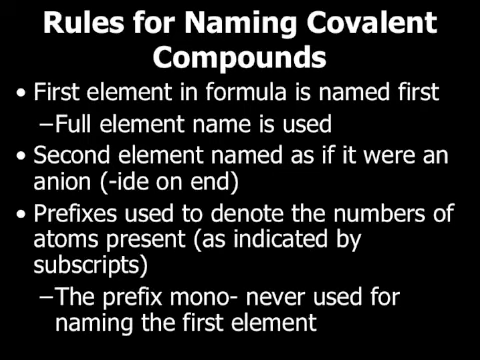 Rules for Naming Covalent
Compounds
• First element in formula is named first
–Full element name is used
• Second element named as if it were an
anion (-ide on end)
• Prefixes used to denote the numbers of
atoms present (as indicated by
subscripts)
–The prefix mono- never used for
naming the first element